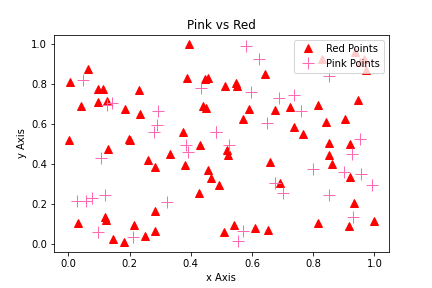 Pink vs Red
Red Points
Pink Points
1.0
0.8
0.6
0.4
0.2
0.0
y Axis
0.0 0.2 0.4 0.6 0.8 1.0
x Axis